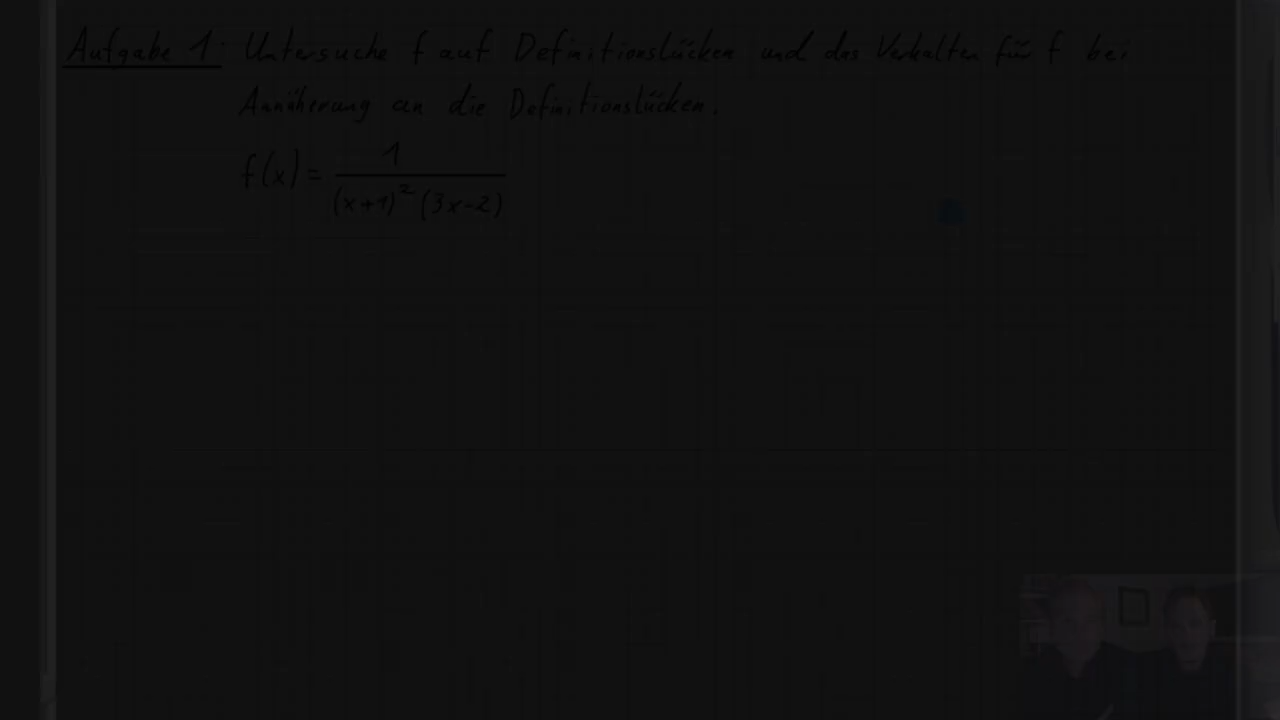 Aufgabe 1: Untersuche f auf Definitionslücken und das Verhalten für f bei
Annäherung an die Definitionslücken.
f(x) = 1 / ((x+1)² (3x-2))